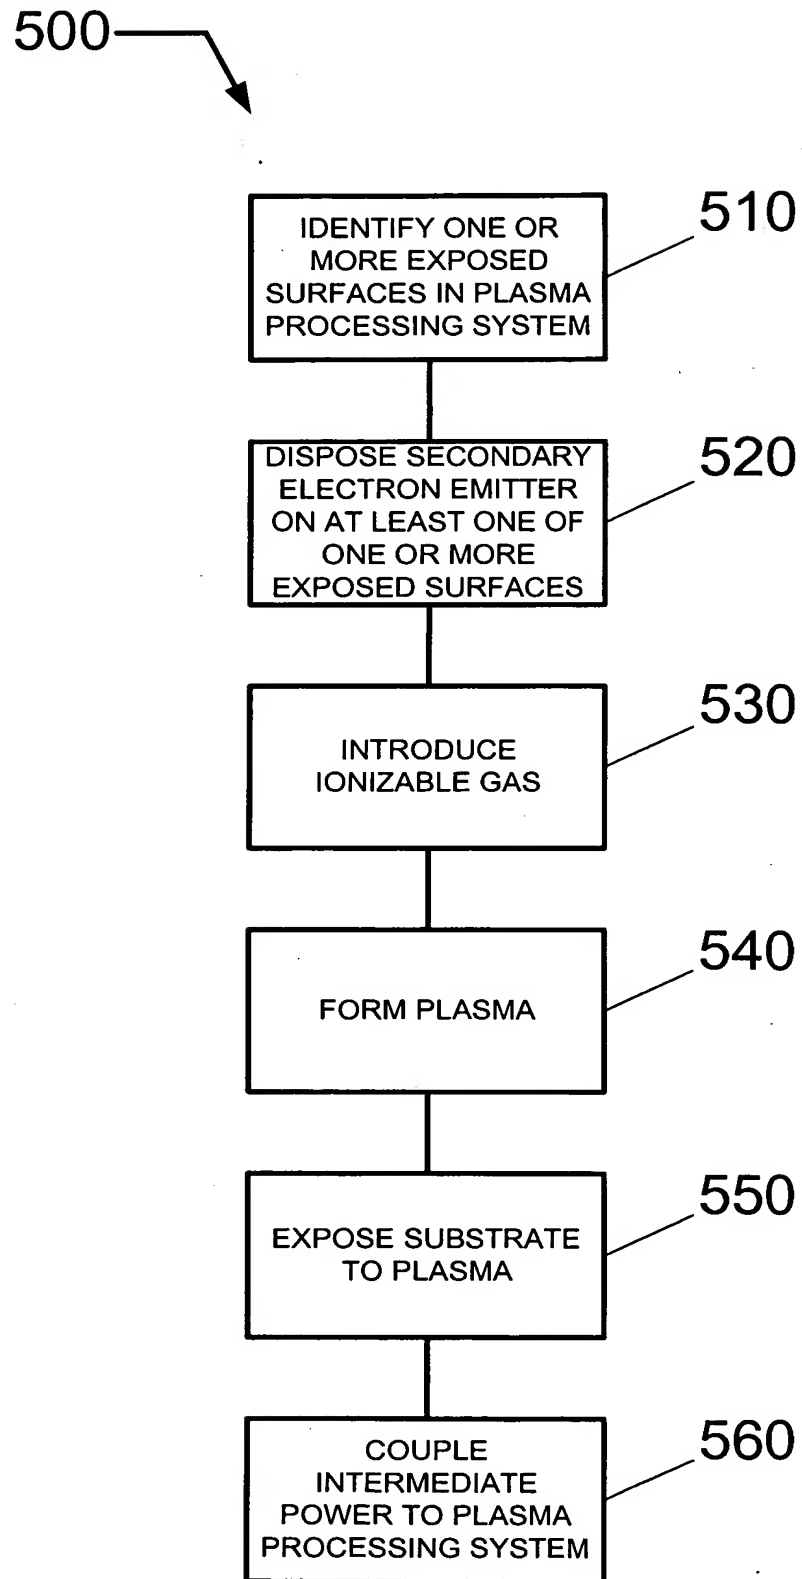 500
510
IDENTIFY ONE OR
MORE EXPOSED
SURFACES IN PLASMA
PROCESSING SYSTEM
520
DISPOSE SECONDARY
ELECTRON EMITTER
ON AT LEAST ONE OF
ONE OR MORE
EXPOSED SURFACES
530
INTRODUCE
IONIZABLE GAS
540
FORM PLASMA
550
EXPOSE SUBSTRATE
TO PLASMA
560
COUPLE
INTERMEDIATE
POWER TO PLASMA
PROCESSING SYSTEM